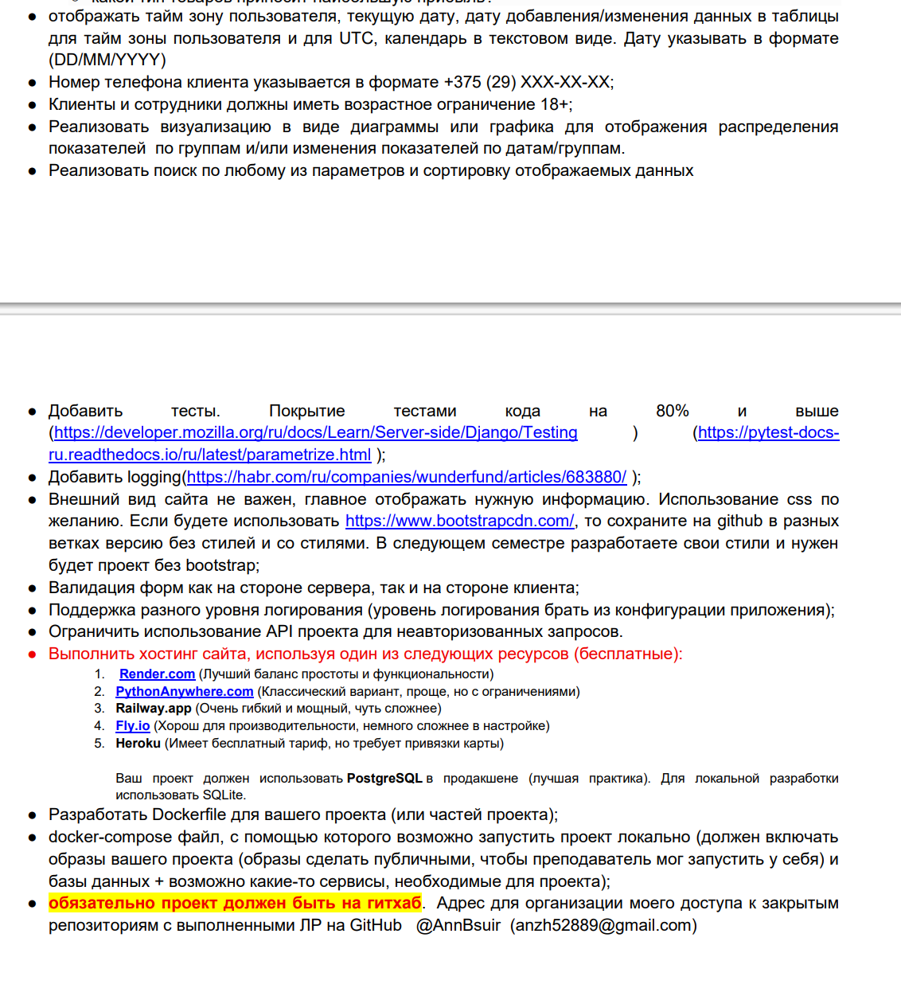 какой тип товаров приносит наибольшую прибыль?
● отображать тайм зону пользователя, текущую дату, дату добавления/изменения данных в таблицы
для тайм зоны пользователя и для UTC, календарь в текстовом виде. Дату указывать в формате
(DD/MM/YYYY)
● Номер телефона клиента указывается в формате +375 (29) XXX-XX-XX;
● Клиенты и сотрудники должны иметь возрастное ограничение 18+;
● Реализовать визуализацию в виде диаграммы или графика для отображения распределения
показателей по группам и/или изменения показателей по датам/группам.
● Реализовать поиск по любому из параметров и сортировку отображаемых данных
● Добавить тесты. Покрытие тестами кода на 80% и выше
(https://developer.mozilla.org/ru/docs/Learn/Server-side/Django/Testing ) (https://pytest-docs-
ru.readthedocs.io/ru/latest/parametrize.html );
● Добавить logging(https://habr.com/ru/companies/wunderfund/articles/683880/ );
● Внешний вид сайта не важен, главное отображать нужную информацию. Использование css по
желанию. Если будете использовать https://www.bootstrapcdn.com/, то сохраните на github в разных
ветках версию без стилей и со стилями. В следующем семестре разработаете свои стили и нужен
будет проект без bootstrap;
● Валидация форм как на стороне сервера, так и на стороне клиента;
● Поддержка разного уровня логирования (уровень логирования брать из конфигурации приложения);
● Ограничить использование API проекта для неавторизованных запросов.
● Выполнить хостинг сайта, используя один из следующих ресурсов (бесплатные):
1. Render.com (Лучший баланс простоты и функциональности)
2. PythonAnywhere.com (Классический вариант, проще, но с ограничениями)
3. Railway.app (Очень гибкий и мощный, чуть сложнее)
4. Fly.io (Хорош для производительности, немного сложнее в настройке)
5. Heroku (Имеет бесплатный тариф, но требует привязки карты)
Ваш проект должен использовать PostgreSQL в продакшене (лучшая практика). Для локальной разработки
использовать SQLite.
● Разработать Dockerfile для вашего проекта (или частей проекта);
● docker-compose файл, с помощью которого возможно запустить проект локально (должен включать
образы вашего проекта (образы сделать публичными, чтобы преподаватель мог запустить у себя) и
базы данных + возможно какие-то сервисы, необходимые для проекта);
● обязательно проект должен быть на гитхаб. Адрес для организации моего доступа к закрытым
репозиториям с выполненными ЛР на GitHub @AnnBsuir (anzh52889@gmail.com)